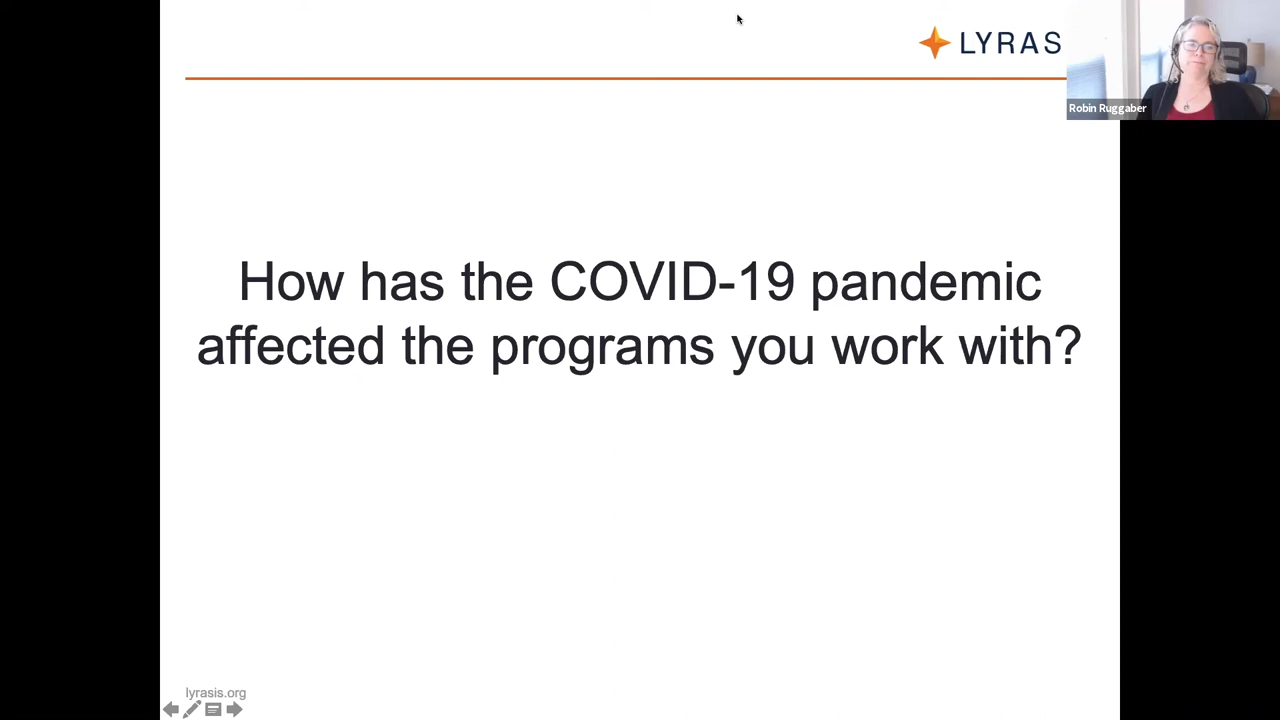 LYRAS
Robin Ruggaber
How has the COVID-19 pandemic
affected the programs you work with?
lyrasis.org